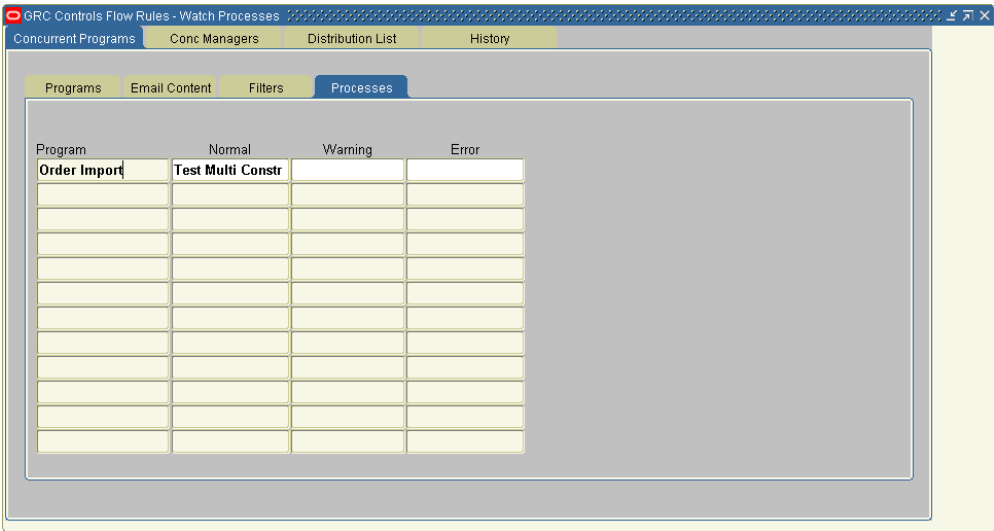 GRC Controls Flow Rules - Watch Processes
Concurrent Programs Conc Managers Distribution List History
Programs Email Content Filters Processes
Program Normal Warning Error
Order Import Test Multi Constr